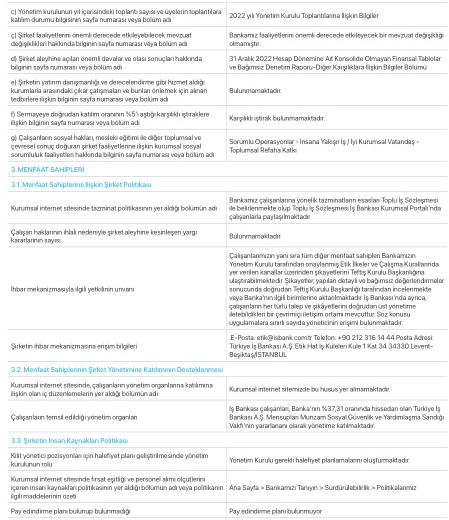 c) Yönetim kurulunun yıl içerisindeki toplantı sayısı ve üyelerin toplantılara
katılım durumu bilgisinin sayfa numarası veya bölüm adı
2022 yılı Yönetim Kurulu Toplantılarına İlişkin Bilgiler
ç) Şirket faaliyetlerini önemli derecede etkileyebilecek mevzuat
değişiklikleri hakkında bilginin sayfa numarası veya bölüm adı
Bankamız faaliyetlerini önemli derecede etkileyecek bir mevzuat değişikliği
olmamıştır.
d) Şirket aleyhine açılan önemli davalar ve olası sonuçları hakkında
bilginin sayfa numarası veya bölüm adı
31 Aralık 2022 Hesap Dönemine Ait Konsolide Olmayan Finansal Tablolar
ve Bağımsız Denetim Raporu-Diğer Karşılıklara İlişkin Bilgiler Bölümü
e) Şirketin yatırım danışmanlığı ve derecelendirme gibi hizmet aldığı
kurumlarla arasındaki çıkar çatışmaları ve bunları önlemek için alınan
tedbirlere ilişkin bilginin sayfa numarası veya bölüm adı
Bulunmamaktadır.
f) Sermayeye doğrudan katılım oranının %5'i aştığı karşılıklı iştiraklere
ilişkin bilginin sayfa numarası veya bölüm adı
Karşılıklı iştirak bulunmamaktadır.
g) Çalışanların sosyal hakları, mesleki eğitimi ile diğer toplumsal ve
çevresel sonuç doğuran şirket faaliyetlerine ilişkin kurumsal sosyal
sorumluluk faaliyetleri hakkında bilginin sayfa numarası veya bölüm adı
Sorumlu Operasyonlar - İnsana Yakışır İş / İyi Kurumsal Vatandaş -
Toplumsal Refaha Katkı
3. MENFAAT SAHİPLERİ
3.1. Menfaat Sahiplerine İlişkin Şirket Politikası
Kurumsal internet sitesinde tazminat politikasının yer aldığı bölümün adı
Bankamız çalışanlarına yönelik tazminatların esasları Toplu İş Sözleşmesi
ile belirlenmekte olup Toplu İş Sözleşmesi İş Bankası Kurumsal Portalı'nda
çalışanlarla paylaşılmaktadır.
Çalışan haklarının ihlali nedeniyle şirket aleyhine kesinleşen yargı
kararlarının sayısı
Bulunmamaktadır.
İhbar mekanizmasıyla ilgili yetkilinin unvanı
Çalışanlarımızın yanı sıra tüm diğer menfaat sahipleri Bankamızın
Yönetim Kurulu tarafından onaylanmış Etik İlkeler ve Çalışma Kurallarında
yer verilen kanallar üzerinden şikayetlerini Teftiş Kurulu Başkanlığına
ulaştırabilmektedir. Şikayetler, yapılan detaylı ve bağımsız değerlendirmeler
sonucunda doğrudan Teftiş Kurulu Başkanlığı tarafından incelenmekte
veya Banka'nın ilgili birimlerine aktarılmaktadır. İş Bankası'nda ayrıca,
çalışanların her türlü talep ve şikâyetlerini doğrudan üst yönetime
iletebildikleri bir çevrimiçi iletişim ortamı mevcuttur. Söz konusu
uygulamalara sınırlı sayıda yöneticinin erişimi bulunmaktadır.
Şirketin ihbar mekanizmasına erişim bilgileri
E-Posta: etik@isbank.com.tr Telefon: +90 212 316 14 44 Posta Adresi:
Türkiye İş Bankası A.Ş. Etik Hat İş Kuleleri Kule 1 Kat 34 34330 Levent-
Beşiktaş/İSTANBUL
3.2. Menfaat Sahiplerinin Şirket Yönetimine Katılımının Desteklenmesi
Kurumsal internet sitesinde, çalışanların yönetim organlarına katılımına
ilişkin olan iç düzenlemelerin yer aldığı bölümün adı
Kurumsal internet sitemizde bu husus yer almamaktadır.
Çalışanların temsil edildiği yönetim organları
İş Bankası çalışanları, Banka'nın %37,31 oranında hissedarı olan Türkiye İş
Bankası A.Ş. Mensupları Munzam Sosyal Güvenlik ve Yardımlaşma Sandığı
Vakfı'nın yararlananı olarak yönetime katılmaktadır.
3.3. Şirketin İnsan Kaynakları Politikası
Kilit yönetici pozisyonları için halefiyet planı geliştirilmesinde yönetim
kurulunun rolü
Yönetim Kurulu gerekli halefiyet planlamalarını oluşturmaktadır.
Kurumsal internet sitesinde fırsat eşitliği ve personel alımı ölçütlerini
içeren insan kaynakları politikasının yer aldığı bölümün adı veya politikanın
ilgili maddelerinin özeti
Ana Sayfa > Bankamızı Tanıyın > Sürdürülebilirlik > Politikalarımız
Pay edindirme planı bulunup bulunmadığı
Pay edindirme planı bulunmuyor